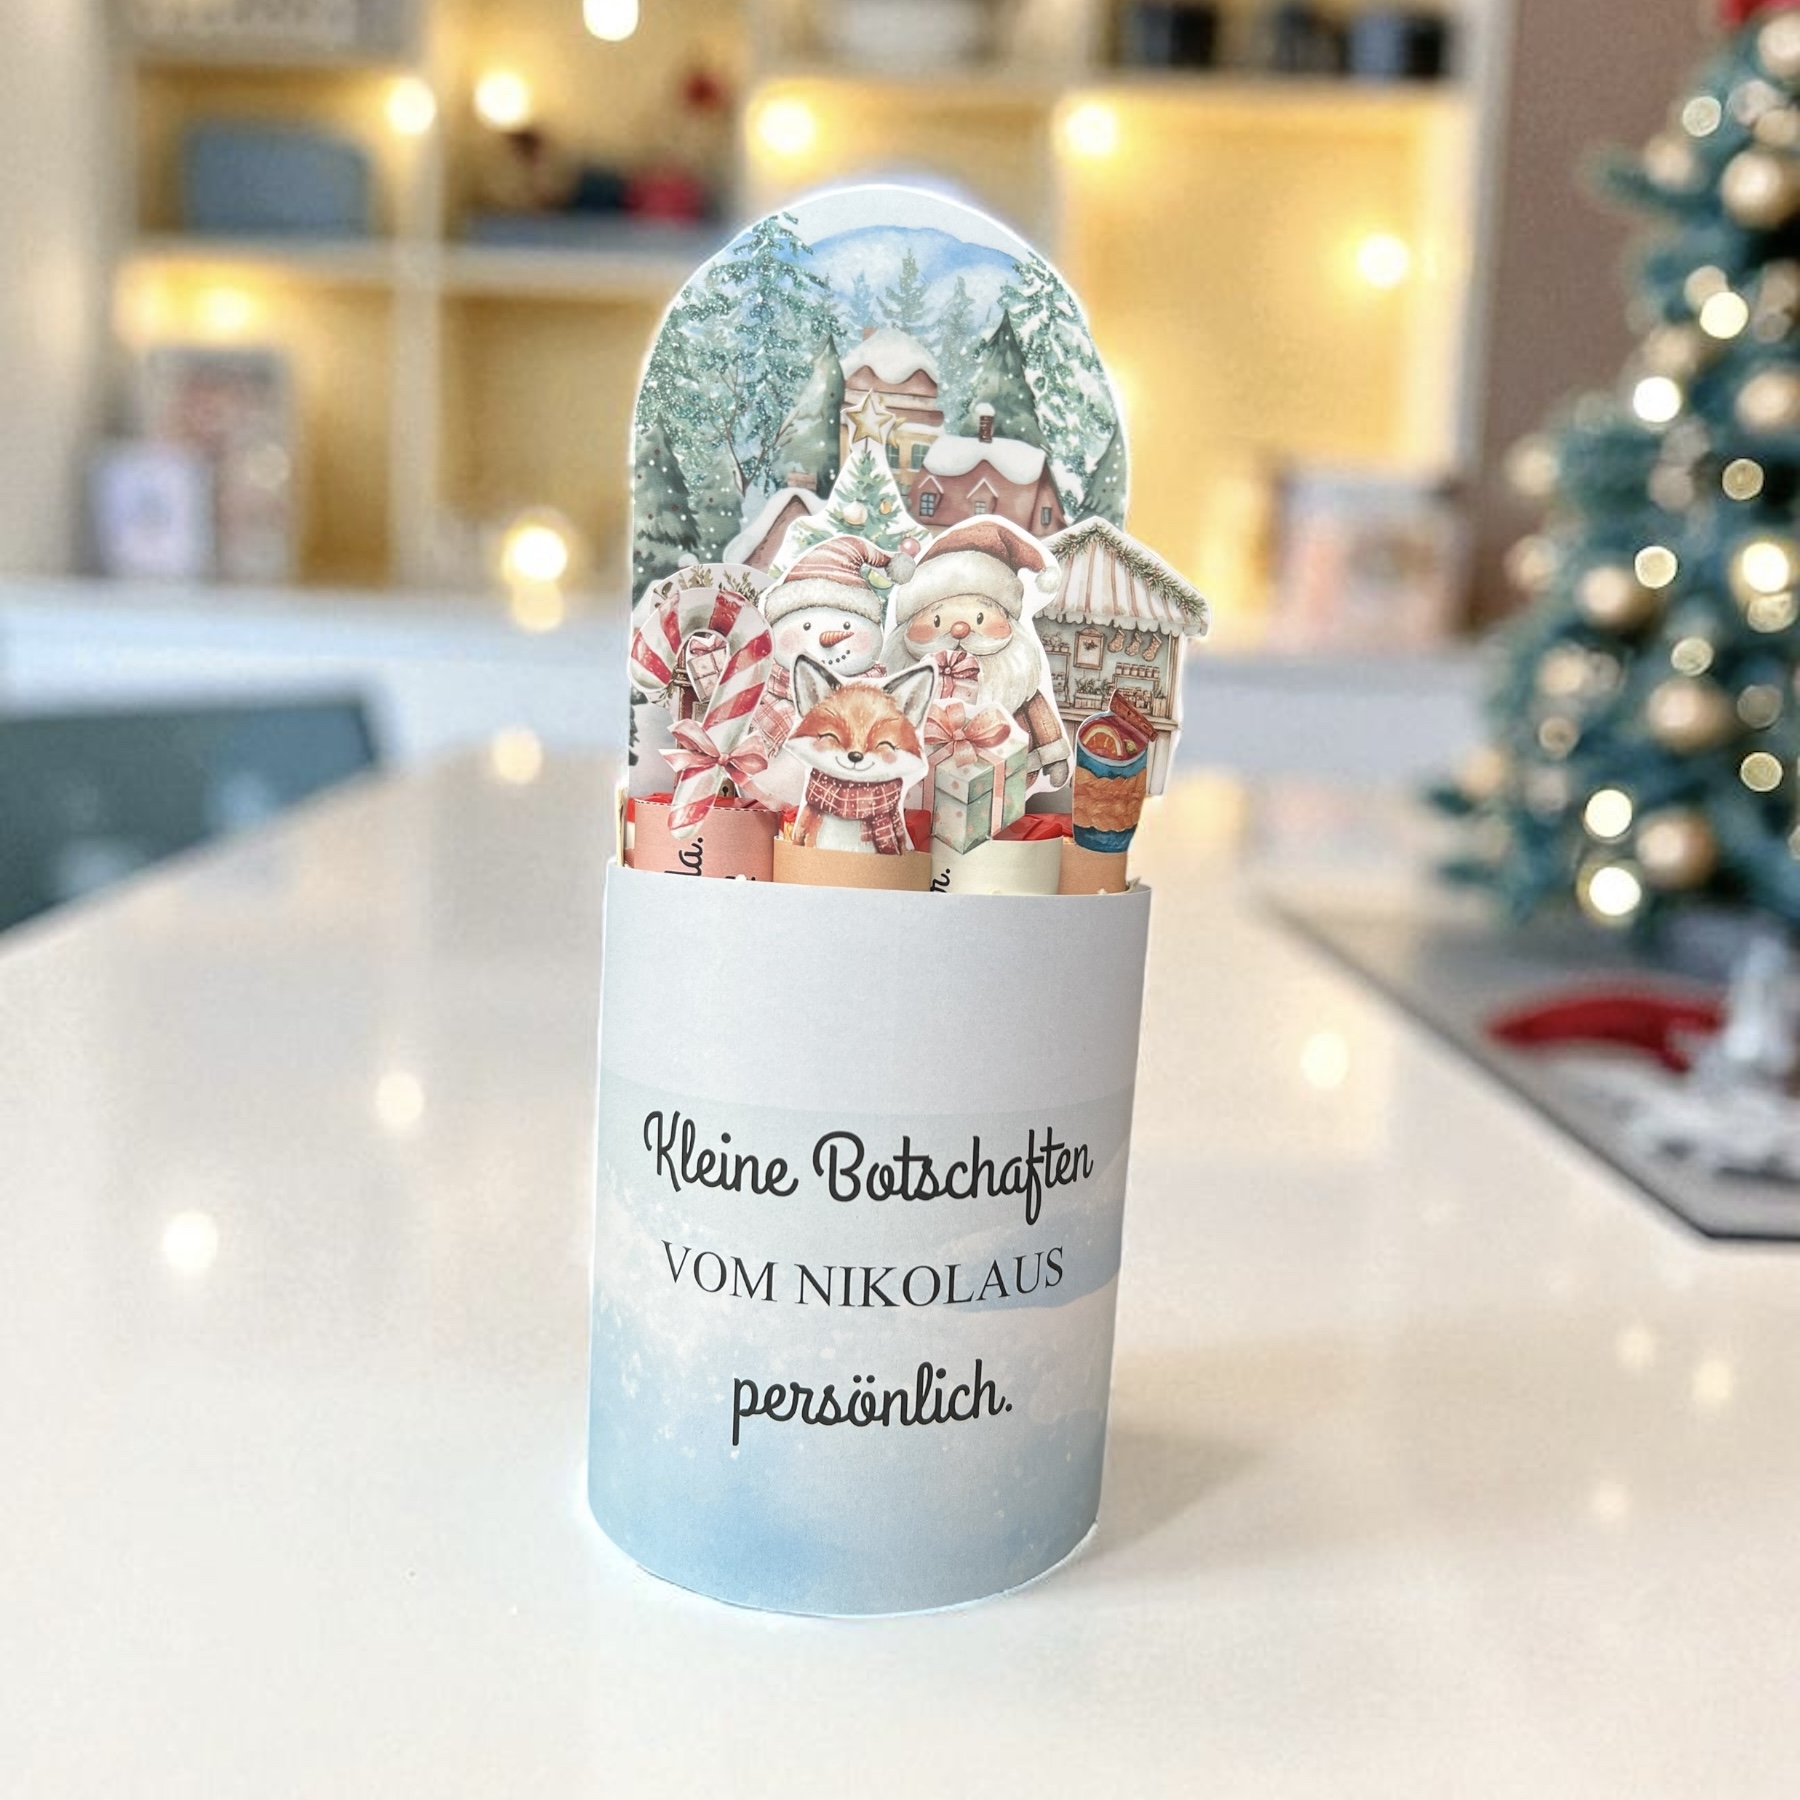 Kleine Botschaften
VOM NIKOLAUS
persönlich.